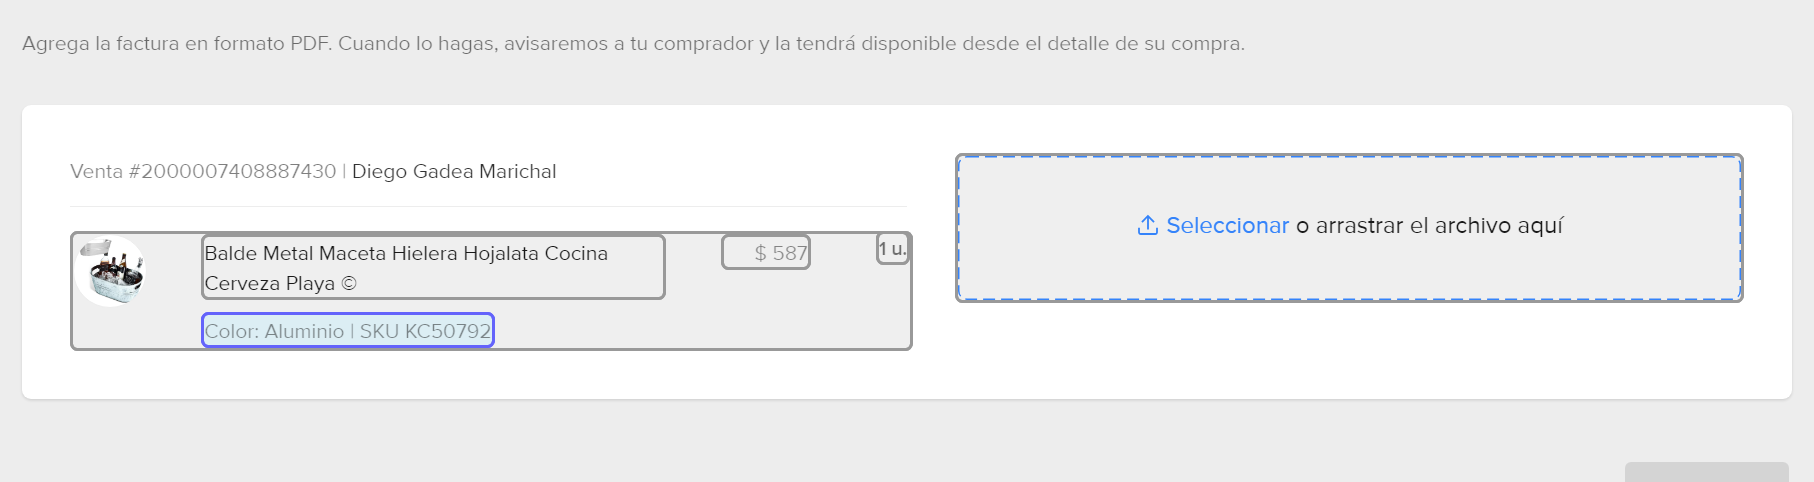 Agrega la factura en formato PDF. Cuando lo hagas, avisaremos a tu comprador y la tendrá disponible desde el detalle de su compra.
Venta #2000007408887430 | Diego Gadea Marichal
Balde Metal Maceta Hielera Hojalata Cocina
Cerveza Playa ©
$ 587
1 u.
Color: Aluminio | SKU KC50792
Seleccionar o arrastrar el archivo aquí